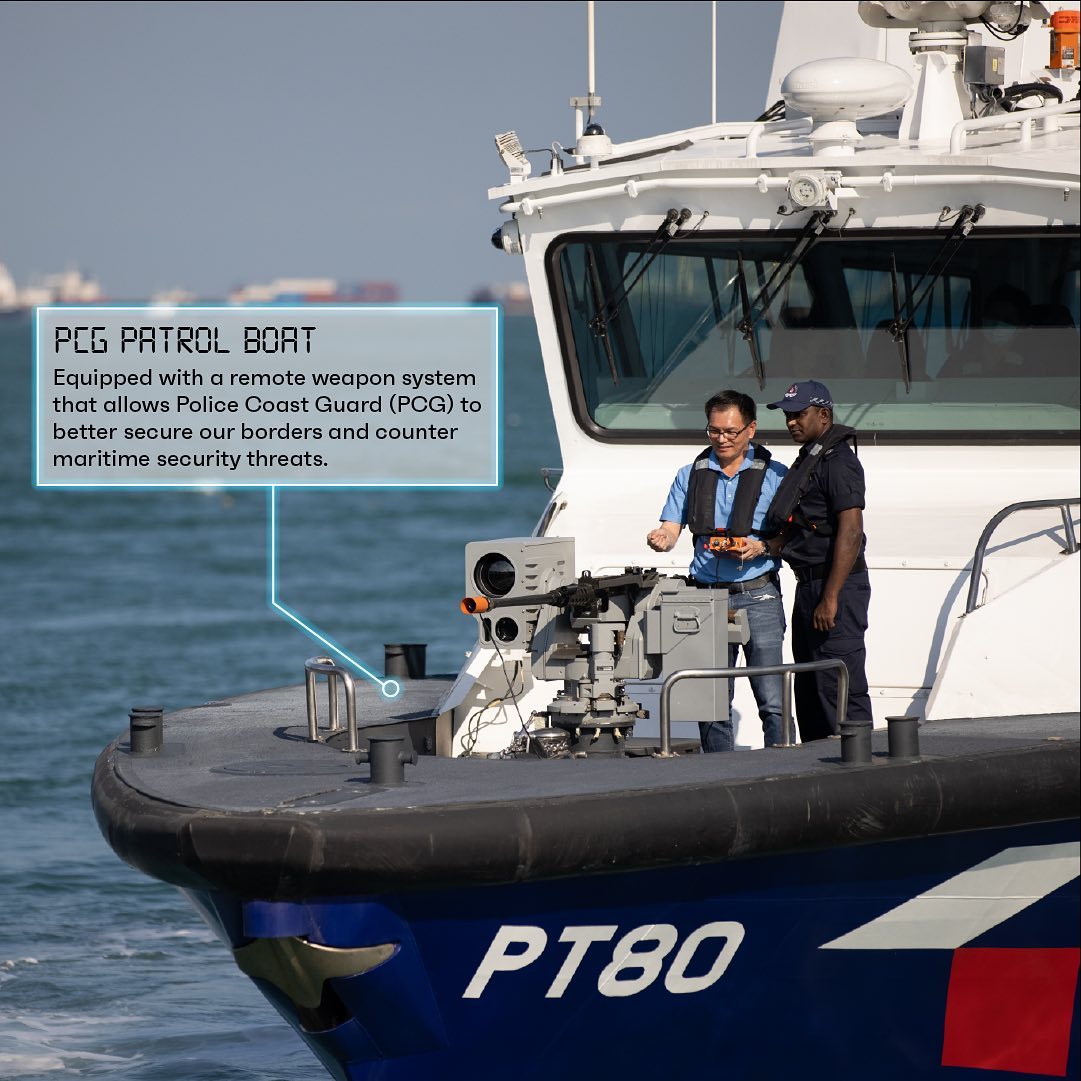 PCG PATROL BOAT
Equipped with a remote weapon system
that allows Police Coast Guard (PCG) to
better secure our borders and counter
maritime security threats.
PT80